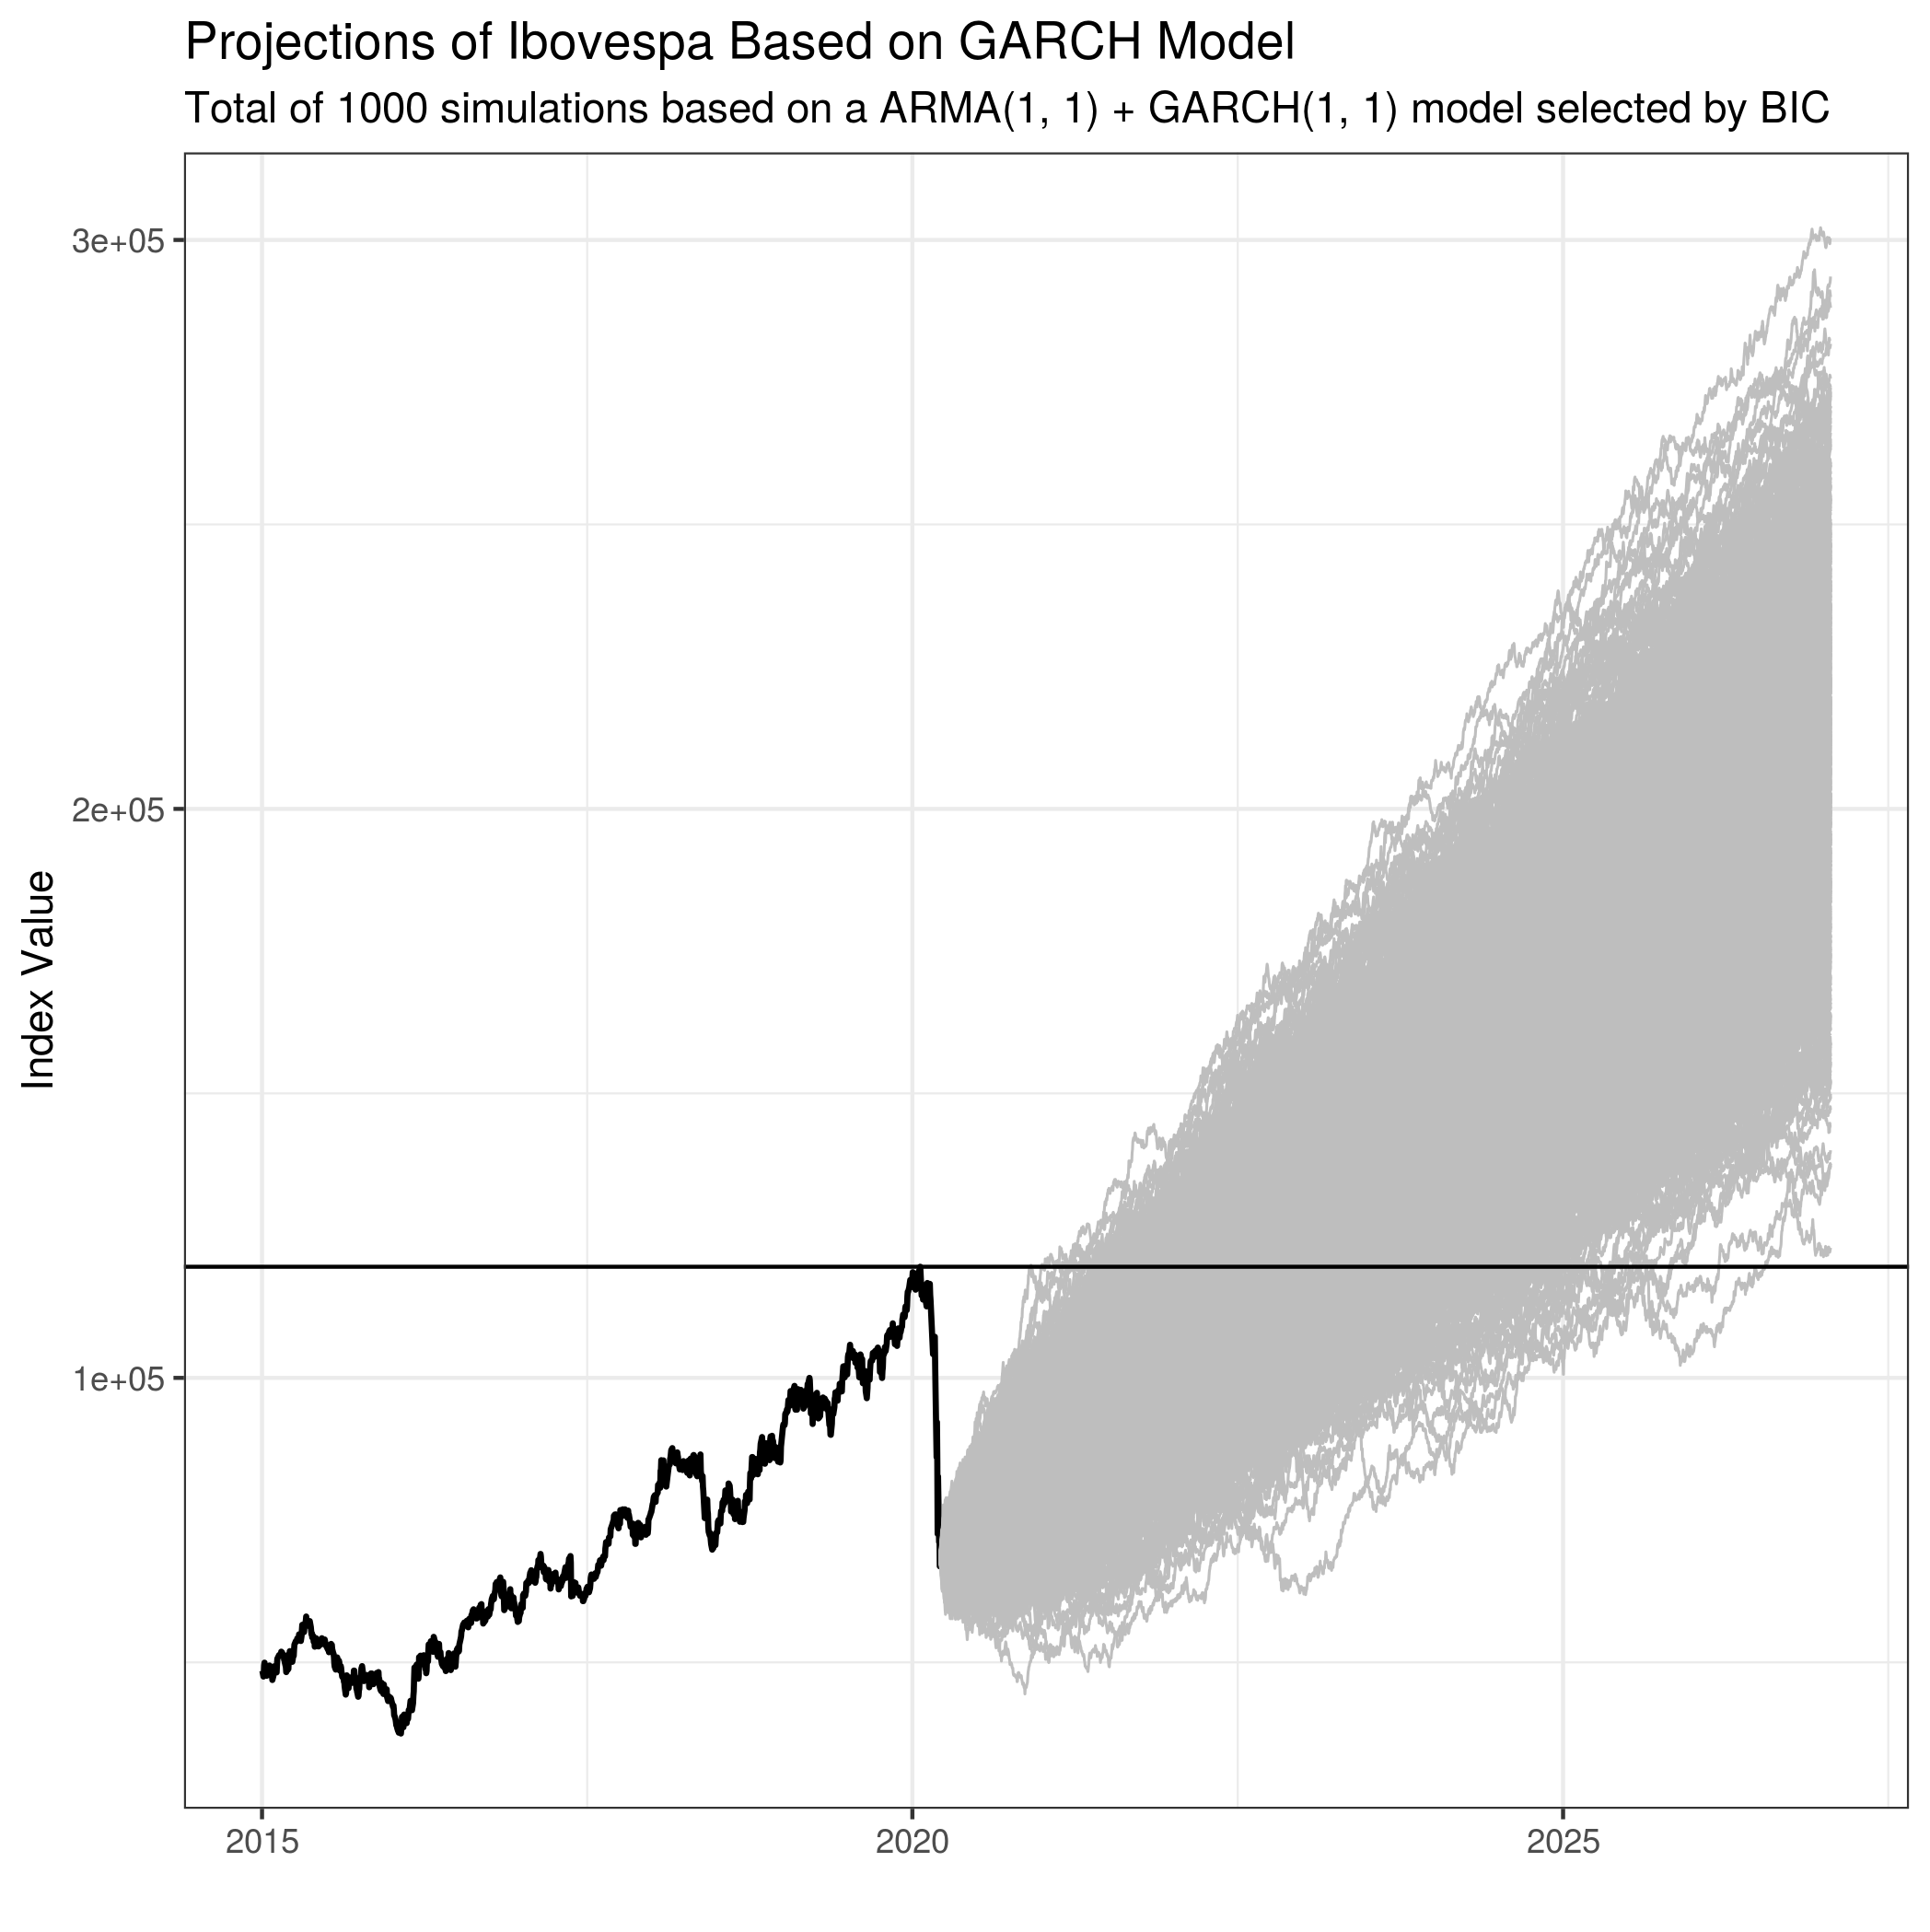 Projections of Ibovespa Based on GARCH Model
Total of 1000 simulations based on a ARMA(1, 1) + GARCH(1, 1) model selected by BIC
3e+05
2e+05
Index Value
1e+05
2015
2020
2025